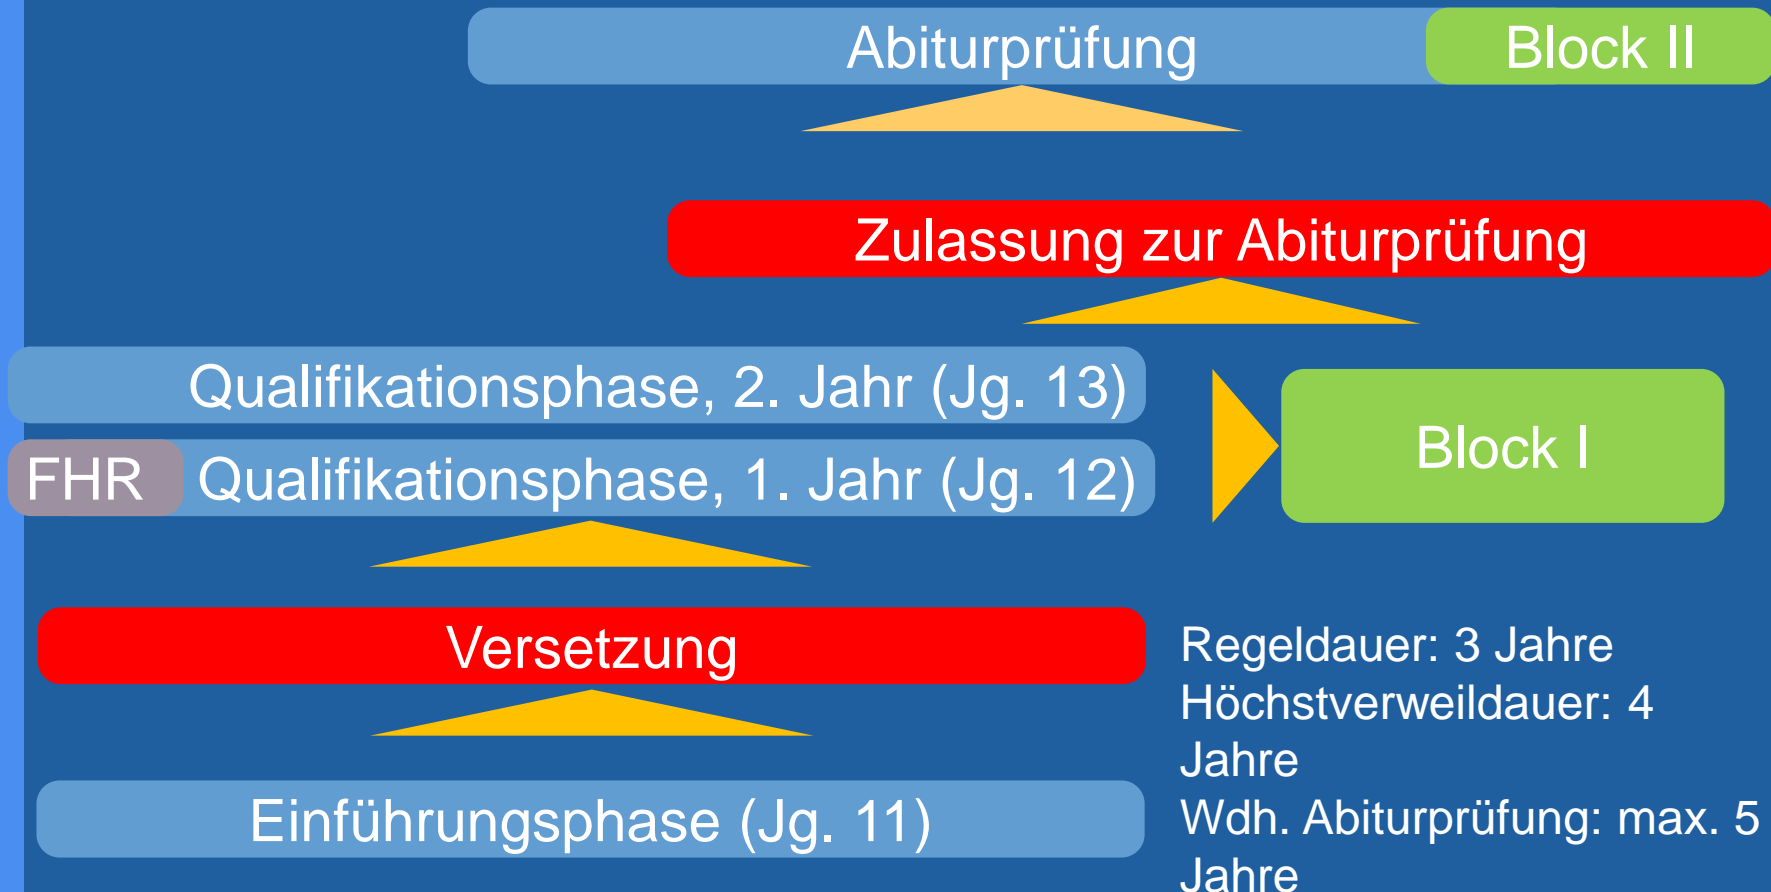 Abiturprüfung
Block II
Zulassung zur Abiturprüfung
Qualifikationsphase, 2. Jahr (Jg. 13)
FHR
Qualifikationsphase, 1. Jahr (Jg. 12)
Block I
Versetzung
Einführungsphase (Jg. 11)
Regeldauer: 3 Jahre
Höchstverweildauer: 4
Jahre
Wdh. Abiturprüfung: max. 5
Jahre